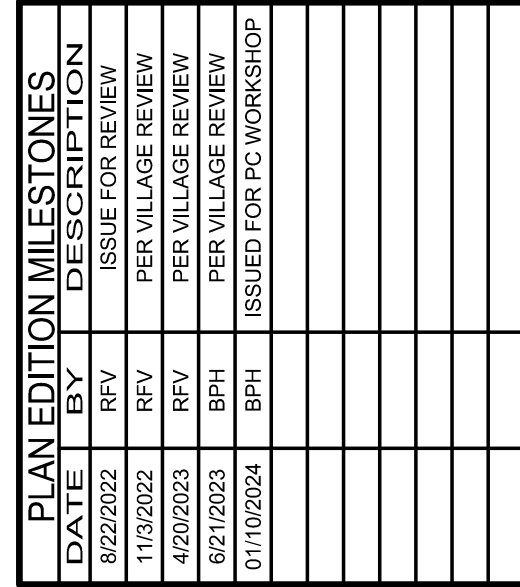 PLAN EDITION MILESTONES
DATE BY DESCRIPTION
8/22/2022 RFV ISSUE FOR REVIEW
11/3/2022 RFV PER VILLAGE REVIEW
4/20/2023 RFV PER VILLAGE REVIEW
6/21/2023 BPH PER VILLAGE REVIEW
01/10/2024 BPH ISSUED FOR PC WORKSHOP